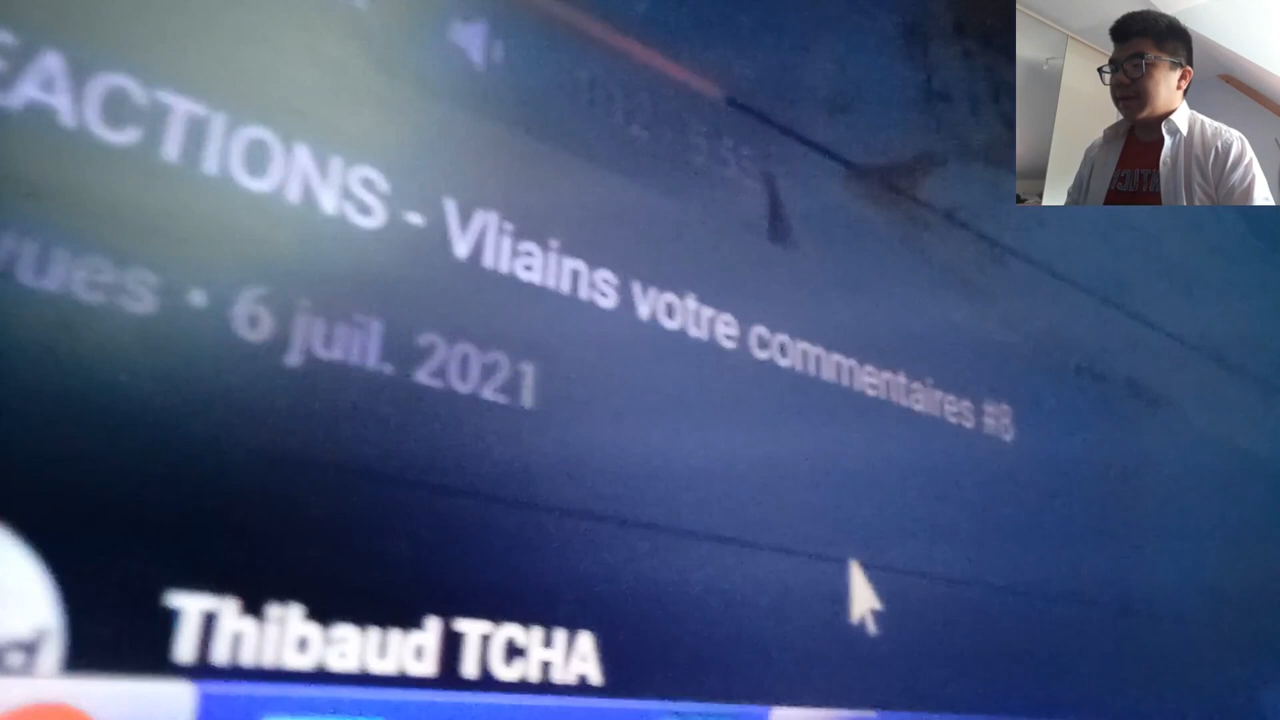 EACTIONS - Vliains votre commentaires #8
vues • 6 juil. 2021
Thibaud TCHA